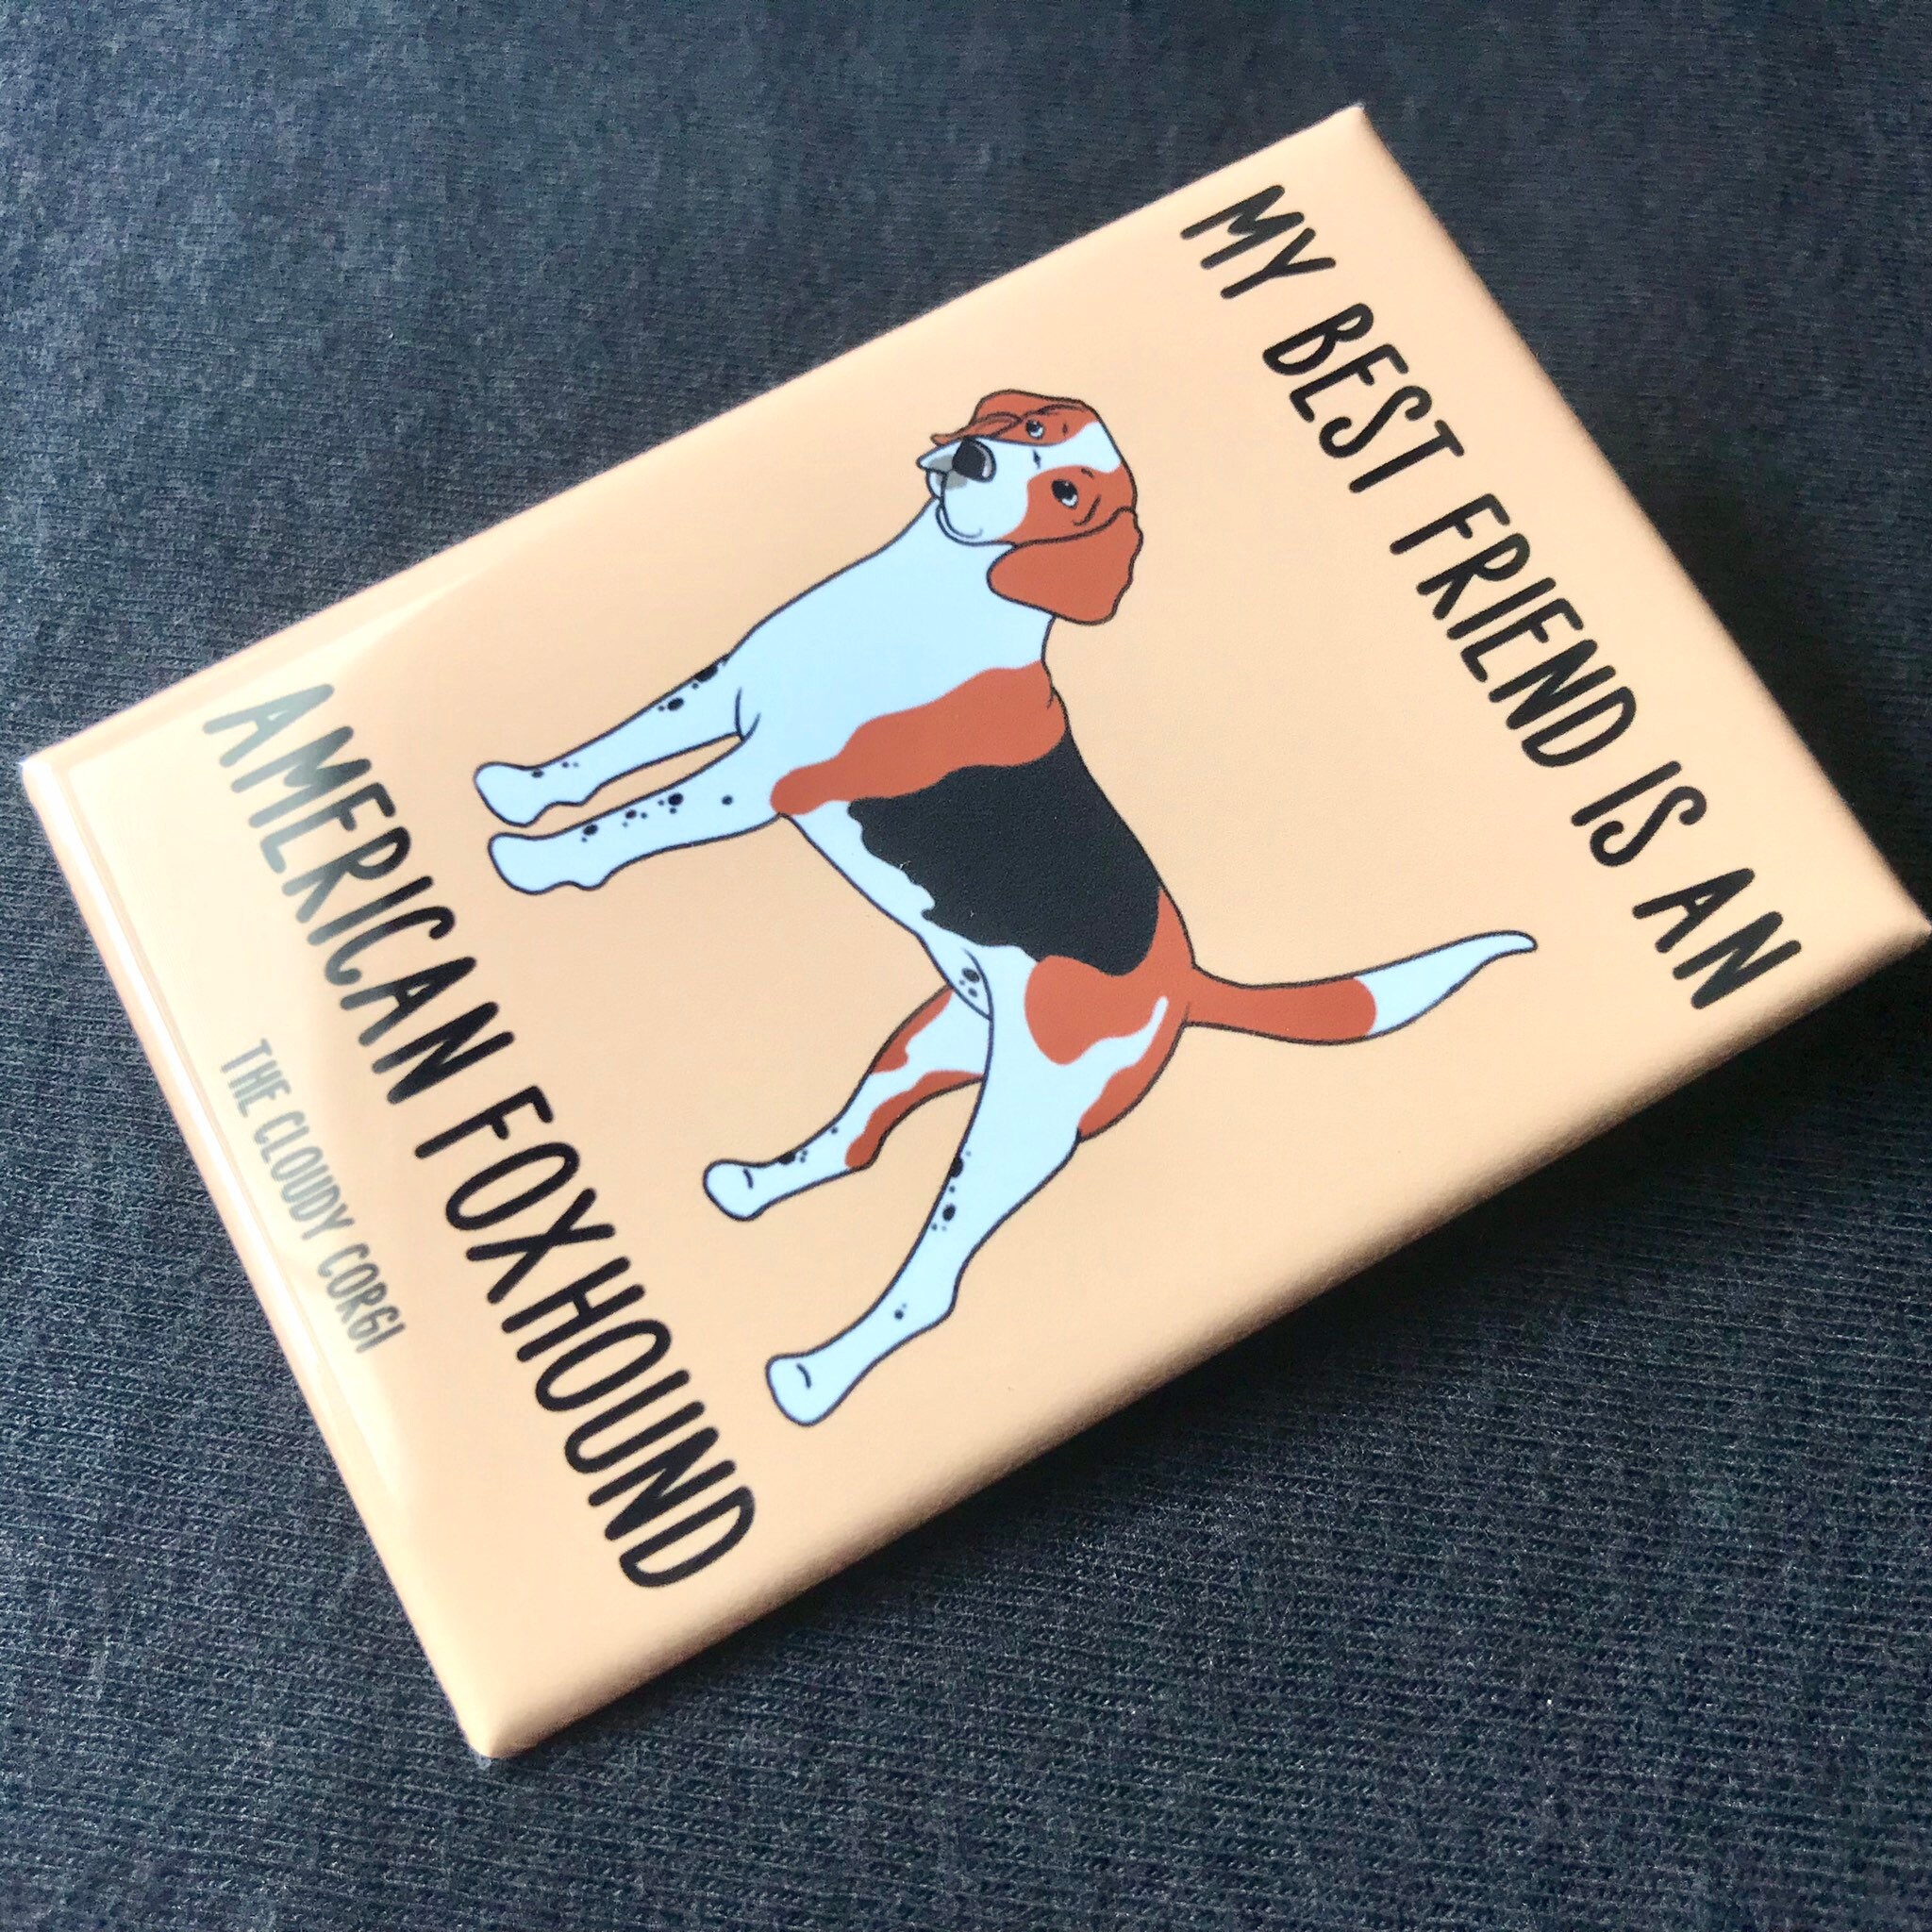 MY BEST FRIEND IS AN
AMERICAN FOXHOUND
THE CLOUDY CORGI